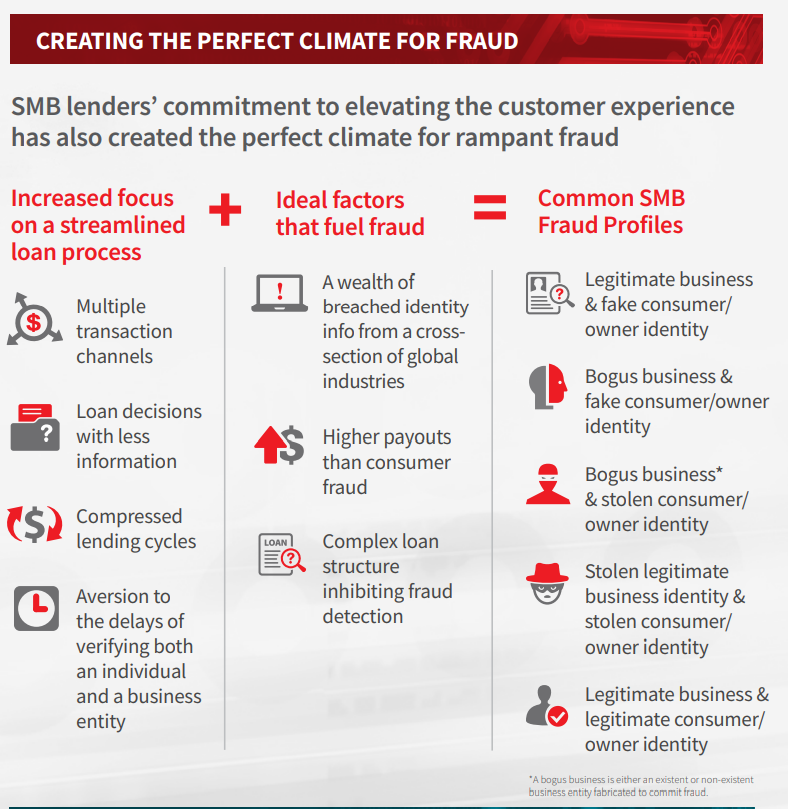 CREATING THE PERFECT CLIMATE FOR FRAUD
SMB lenders’ commitment to elevating the customer experience
has also created the perfect climate for rampant fraud
Increased focus
on a streamlined
loan process
+
Ideal factors
that fuel fraud
=
Common SMB
Fraud Profiles
$
Multiple
transaction
channels
?
Loan decisions
with less
information
$
Compressed
lending cycles
Aversion to
the delays of
verifying both
an individual
and a business
entity
!
A wealth of
breached identity
info from a cross-
section of global
industries
$
Higher payouts
than consumer
fraud
LOAN
?
Complex loan
structure
inhibiting fraud
detection
?
Legitimate business
& fake consumer/
owner identity
Bogus business &
fake consumer/owner
identity
Bogus business*
& stolen consumer/
owner identity
Stolen legitimate
business identity &
stolen consumer/
owner identity
Legitimate business &
legitimate consumer/
owner identity
*A bogus business is either an existent or non-existent
business entity fabricated to commit fraud.